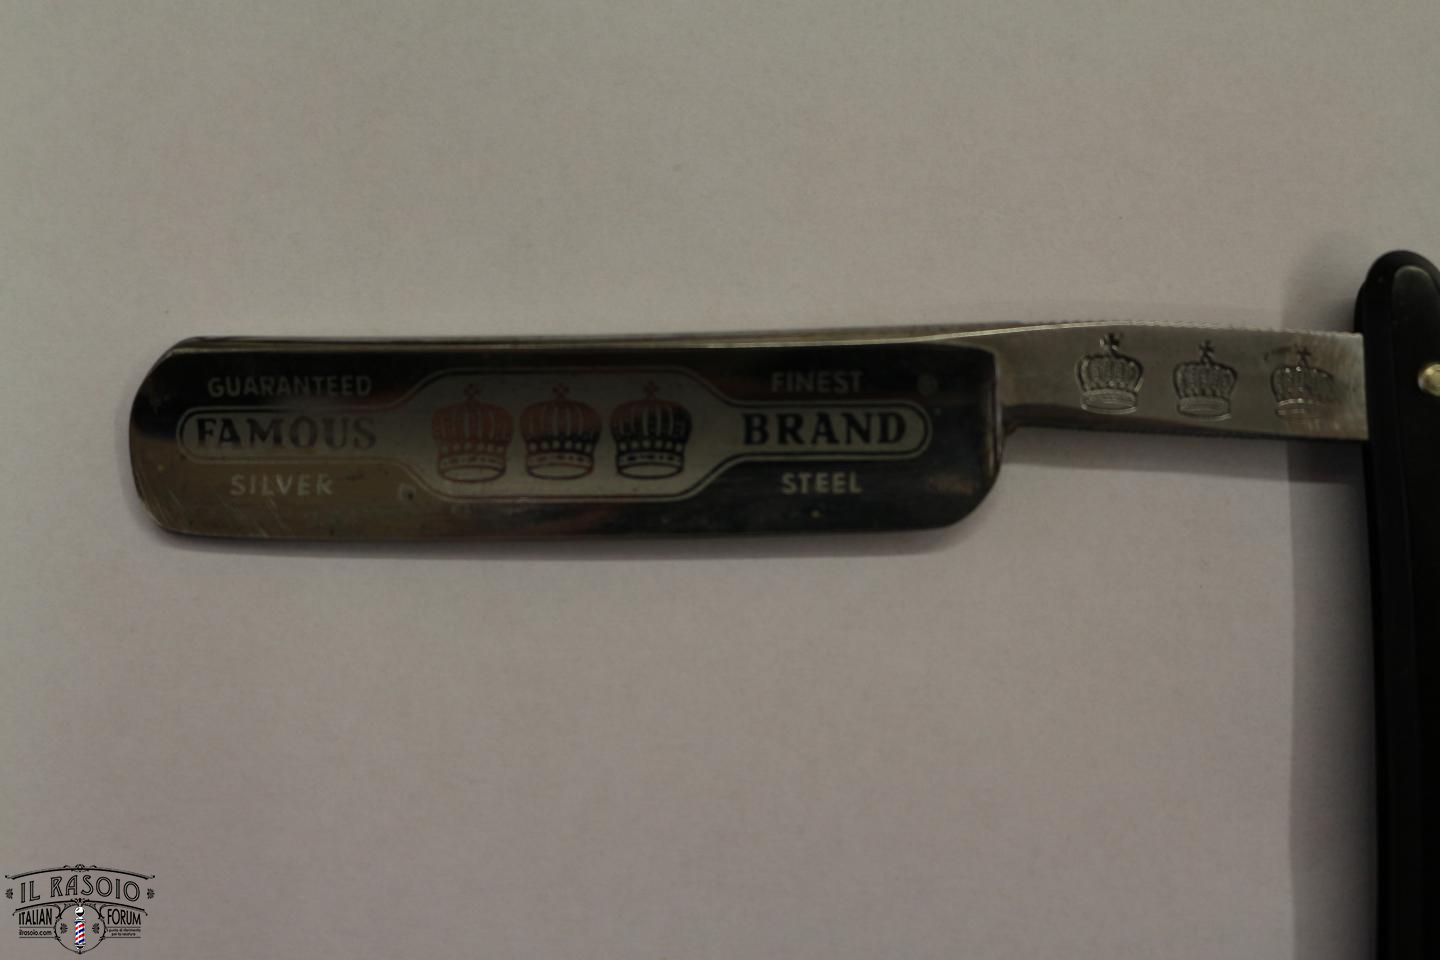 GUARANTEED FINEST
FAMOUS BRAND
SILVER STEEL
IL RASOIO
ITALIAN FORUM
ilrasoio.com